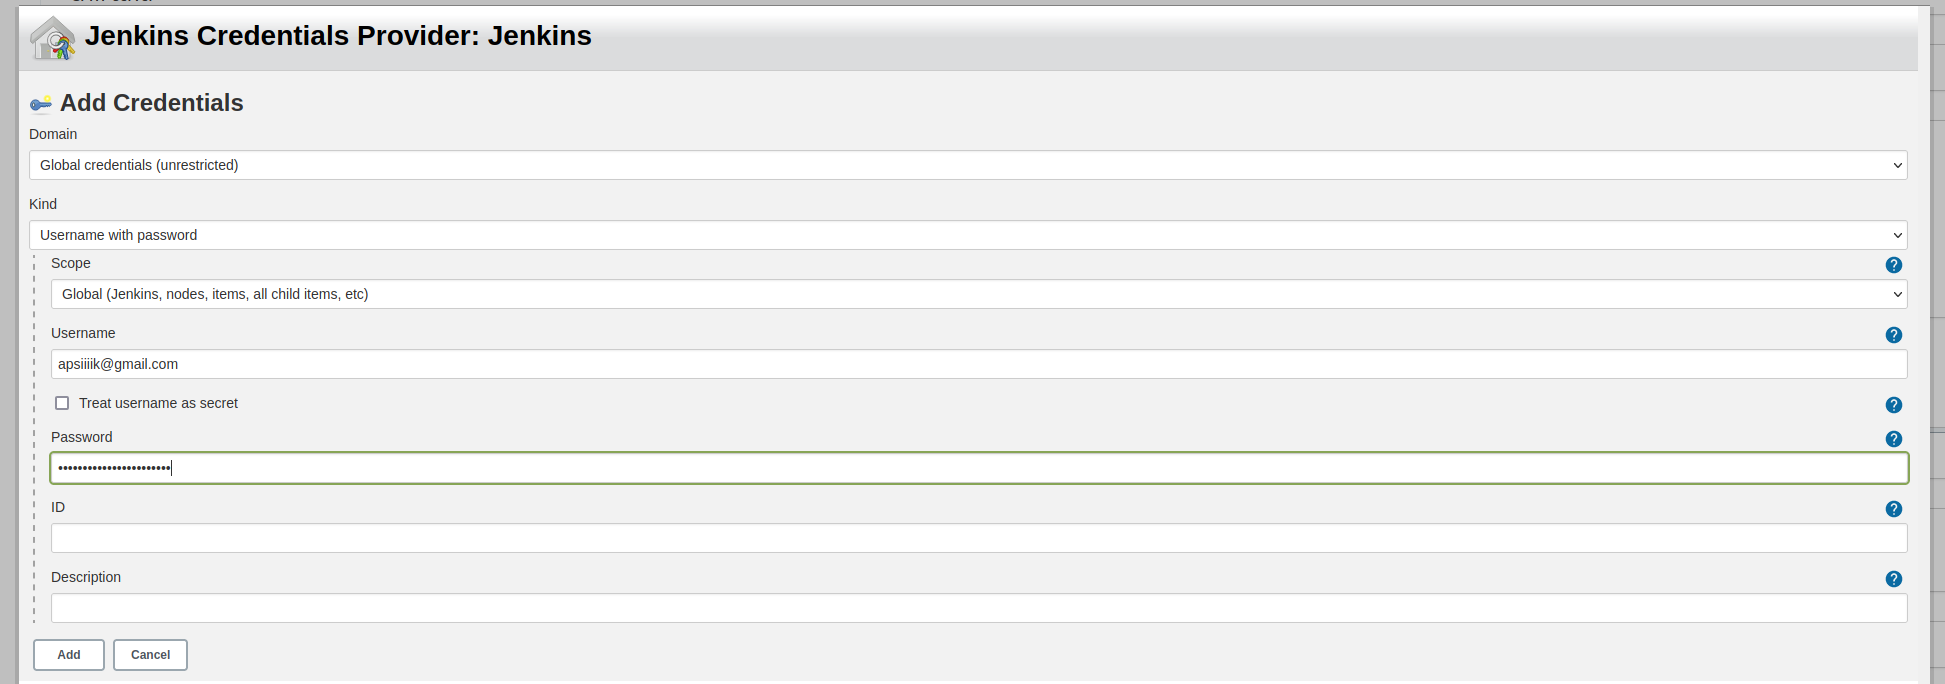 Jenkins Credentials Provider: Jenkins
Add Credentials
Domain
Global credentials (unrestricted)
Kind
Username with password
Scope
Global (Jenkins, nodes, items, all child items, etc)
Username
apsiiiik@gmail.com
Treat username as secret
Password
•••••••••••••••••••••••
ID
Description
Add
Cancel